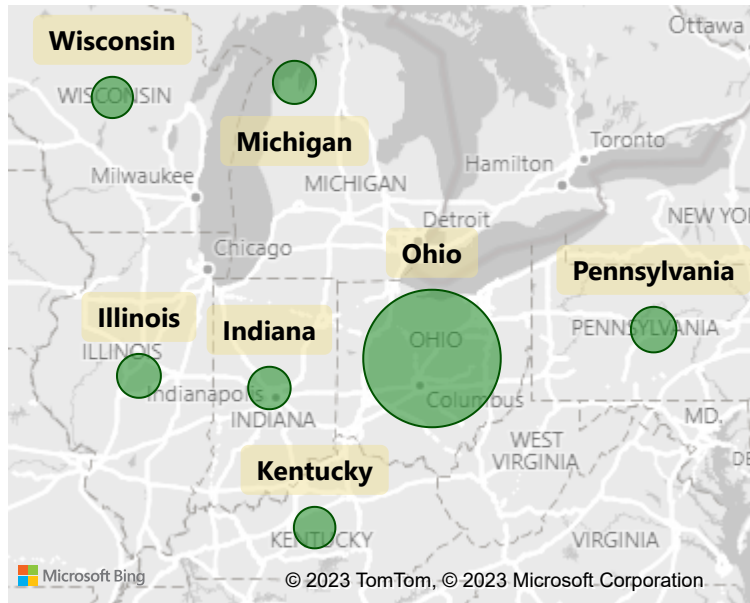 Ottawa
Wisconsin
WISCONSIN
Michigan
Toronto
Hamilton
Milwaukee
MICHIGAN
NEW YO
Detroit
Chicago
Ohio
Pennsylvania
Illinois
Indiana
OHIO
PENNSYLVANIA
ILLINOIS
Indianapolis
Columbus
INDIANA
MD.
WEST
VIRGINIA
DE
Kentucky
KENTUCKY
VIRGINIA
Microsoft Bing
© 2023 TomTom, © 2023 Microsoft Corporation